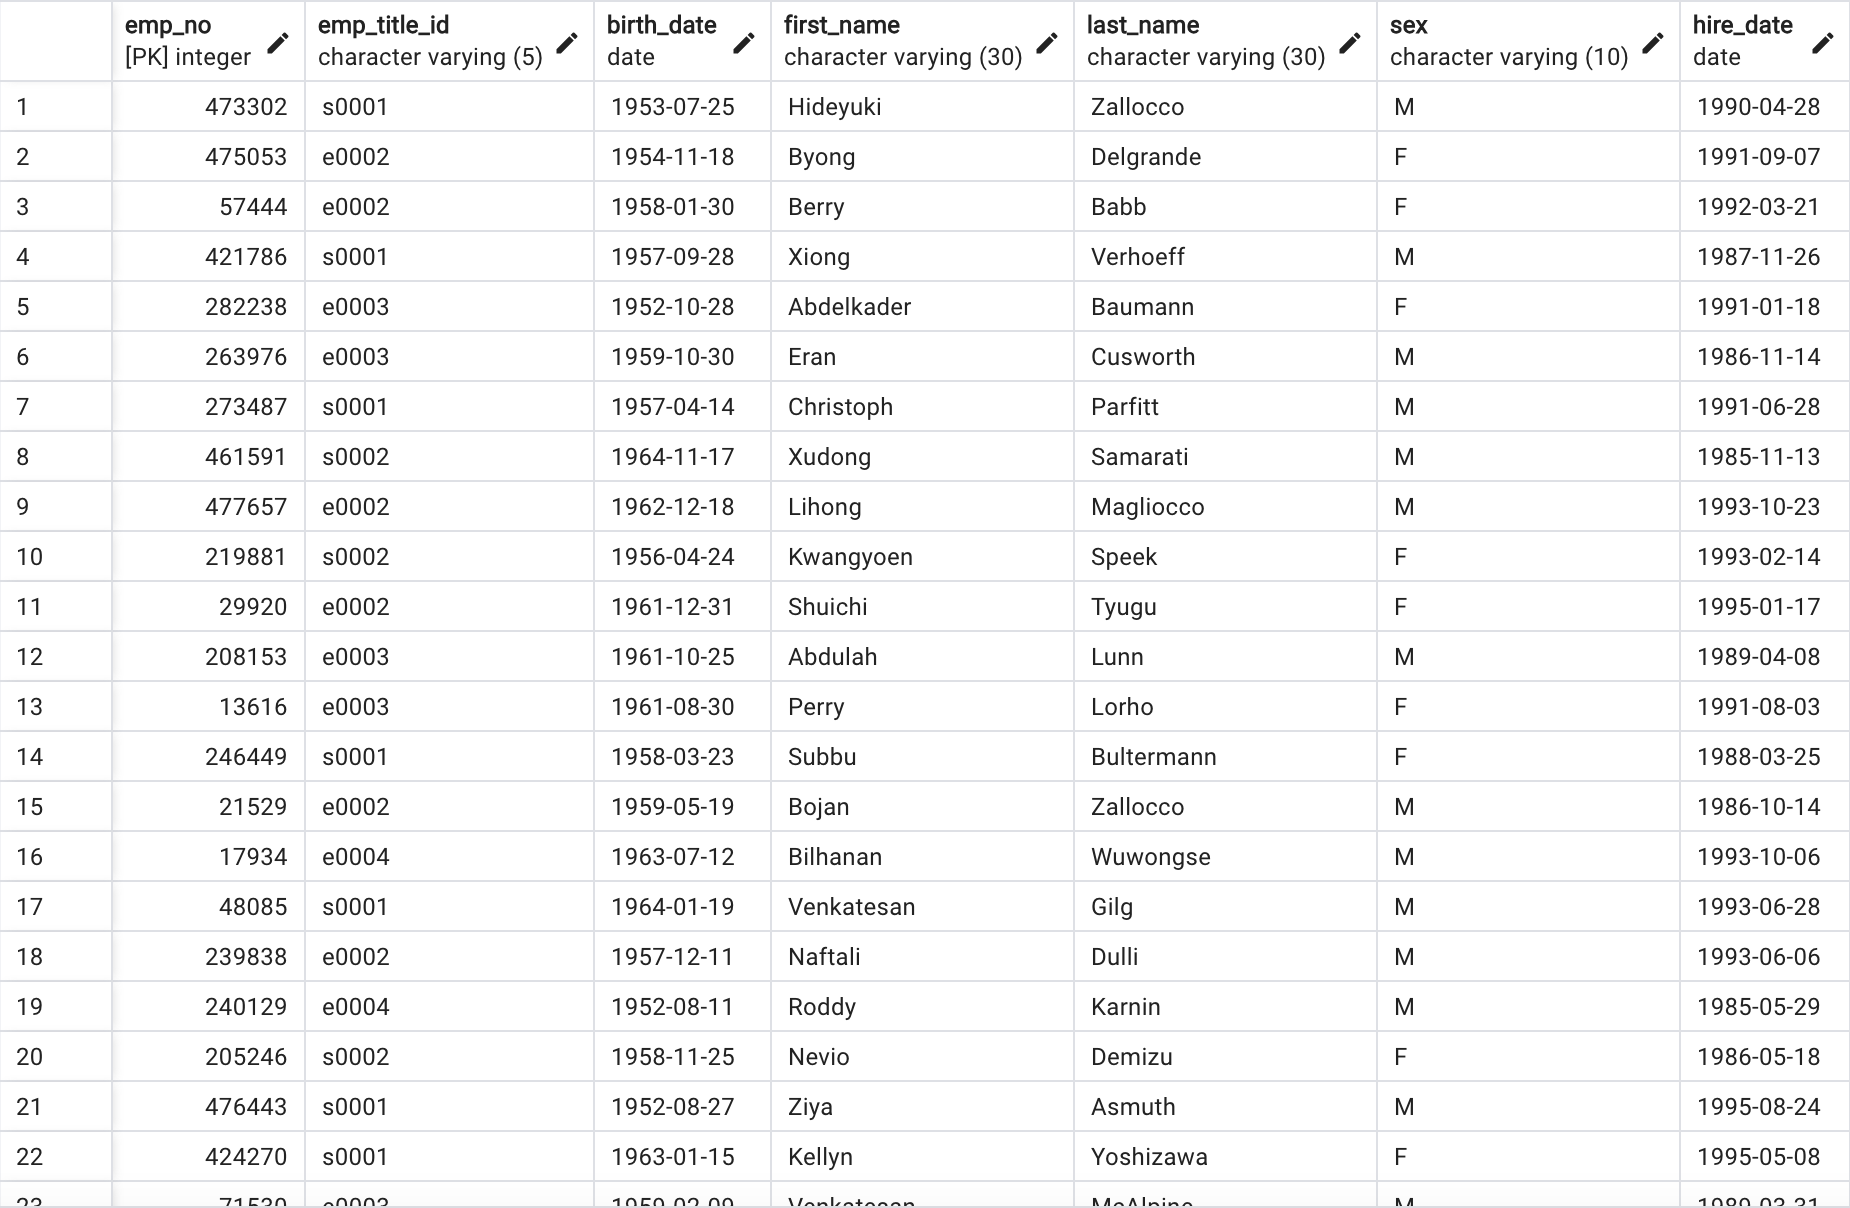 emp_no emp_title_id birth_date first_name last_name sex hire_date
[PK] integer character varying (5) date character varying (30) character varying (30) character varying (10) date
1 473302 s0001 1953-07-25 Hideyuki Zallocco M 1990-04-28
2 475053 e0002 1954-11-18 Byong Delgrande F 1991-09-07
3 57444 e0002 1958-01-30 Berry Babb F 1992-03-21
4 421786 s0001 1957-09-28 Xiong Verhoeff M 1987-11-26
5 282238 e0003 1952-10-28 Abdelkader Baumann F 1991-01-18
6 263976 e0003 1959-10-30 Eran Cusworth M 1986-11-14
7 273487 s0001 1957-04-14 Christoph Parfitt M 1991-06-28
8 461591 s0002 1964-11-17 Xudong Samarati M 1985-11-13
9 477657 e0002 1962-12-18 Lihong Magliocco M 1993-10-23
10 219881 s0002 1956-04-24 Kwangyoen Speek F 1993-02-14
11 29920 e0002 1961-12-31 Shuichi Tyugu F 1995-01-17
12 208153 e0003 1961-10-25 Abdulah Lunn M 1989-04-08
13 13616 e0003 1961-08-30 Perry Lorho F 1991-08-03
14 246449 s0001 1958-03-23 Subbu Bultermann F 1988-03-25
15 21529 e0002 1959-05-19 Bojan Zallocco M 1986-10-14
16 17934 e0004 1963-07-12 Bilhanan Wuwongse M 1993-10-06
17 48085 s0001 1964-01-19 Venkatesan Gilg M 1993-06-28
18 239838 e0002 1957-12-11 Naftali Dulli M 1993-06-06
19 240129 e0004 1952-08-11 Roddy Karnin M 1985-05-29
20 205246 s0002 1958-11-25 Nevio Demizu F 1986-05-18
21 476443 s0001 1952-08-27 Ziya Asmuth M 1995-08-24
22 424270 s0001 1963-01-15 Kellyn Yoshizawa F 1995-05-08
23 Venkatesan McAlpine M